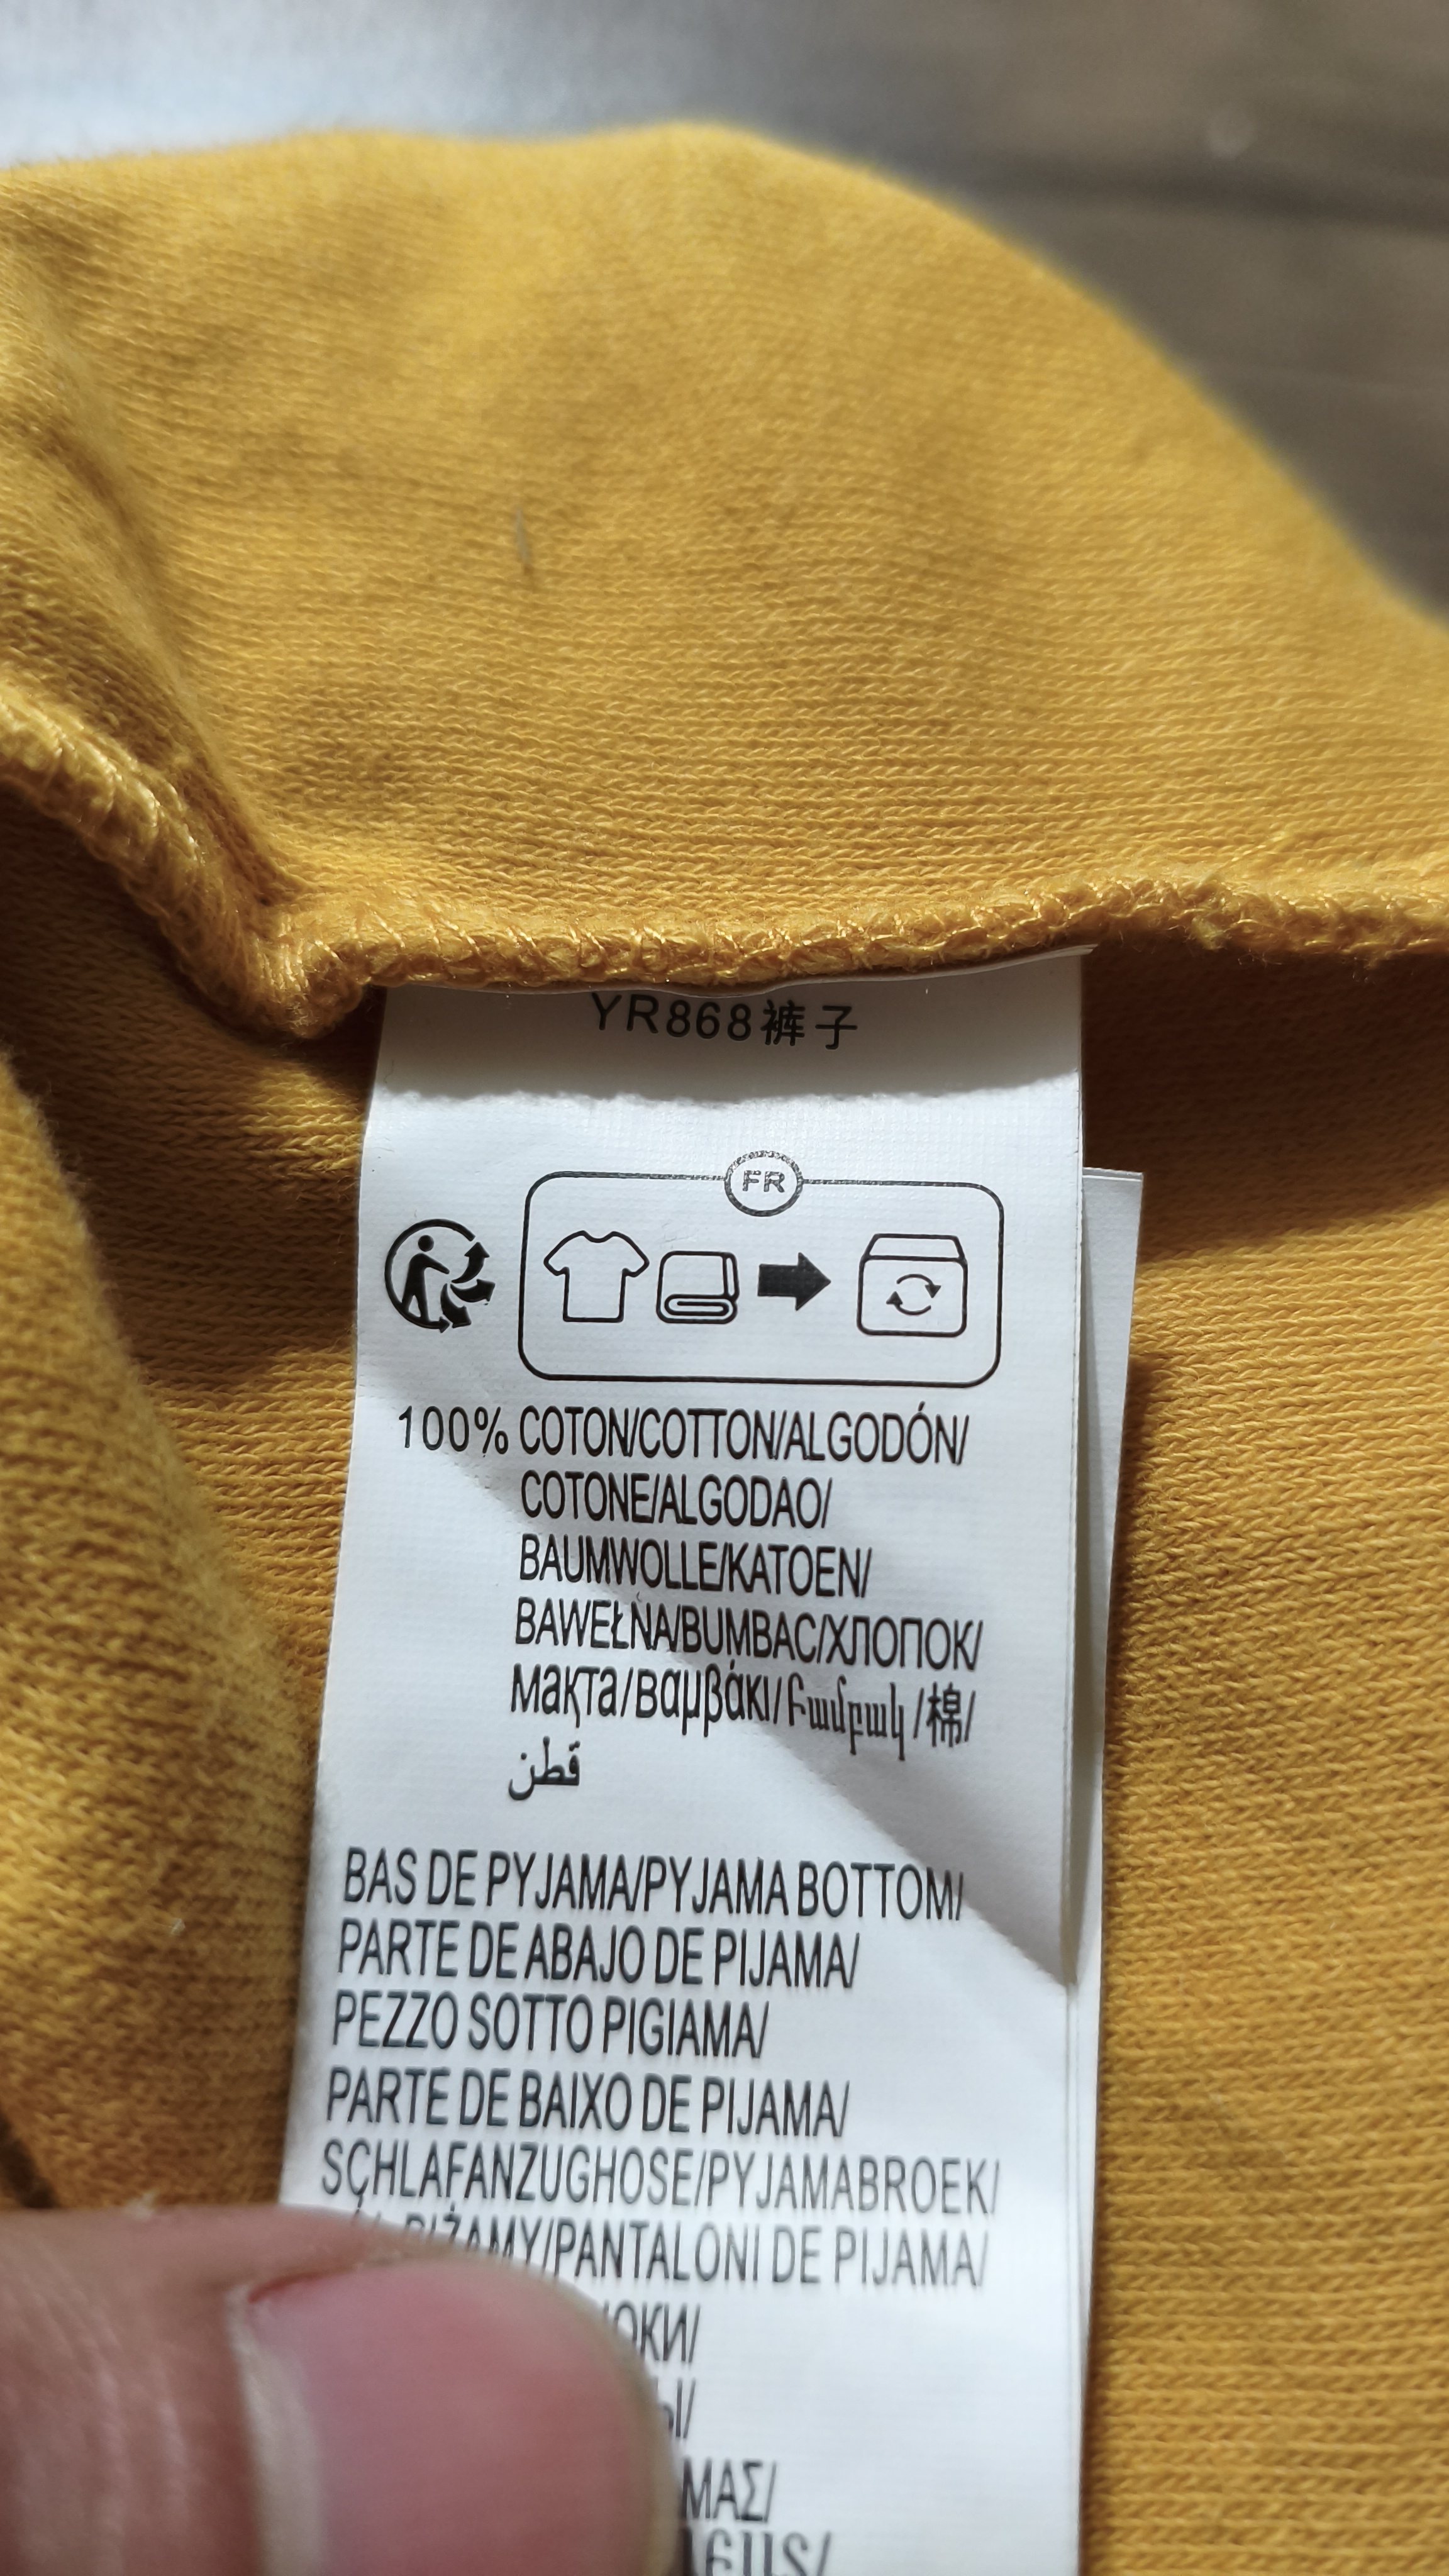 YR868裤子
FR
100% COTON/COTTON/ALGODÓN/
COTONE/ALGODAO/
BAUMWOLLE/KATOEN/
BAWEŁNA/BUMBAC/ХЛОПОК/
Мақта/Βαμβάκι/Բամբակ/棉/
قطن
BAS DE PYJAMA/PYJAMA BOTTOM/
PARTE DE ABAJO DE PIJAMA/
PEZZO SOTTO PIGIAMA/
PARTE DE BAIXO DE PIJAMA/
SCHLAFANZUGHOSE/PYJAMABROEK/
PIŻAMY/PANTALONI DE PIJAMA/